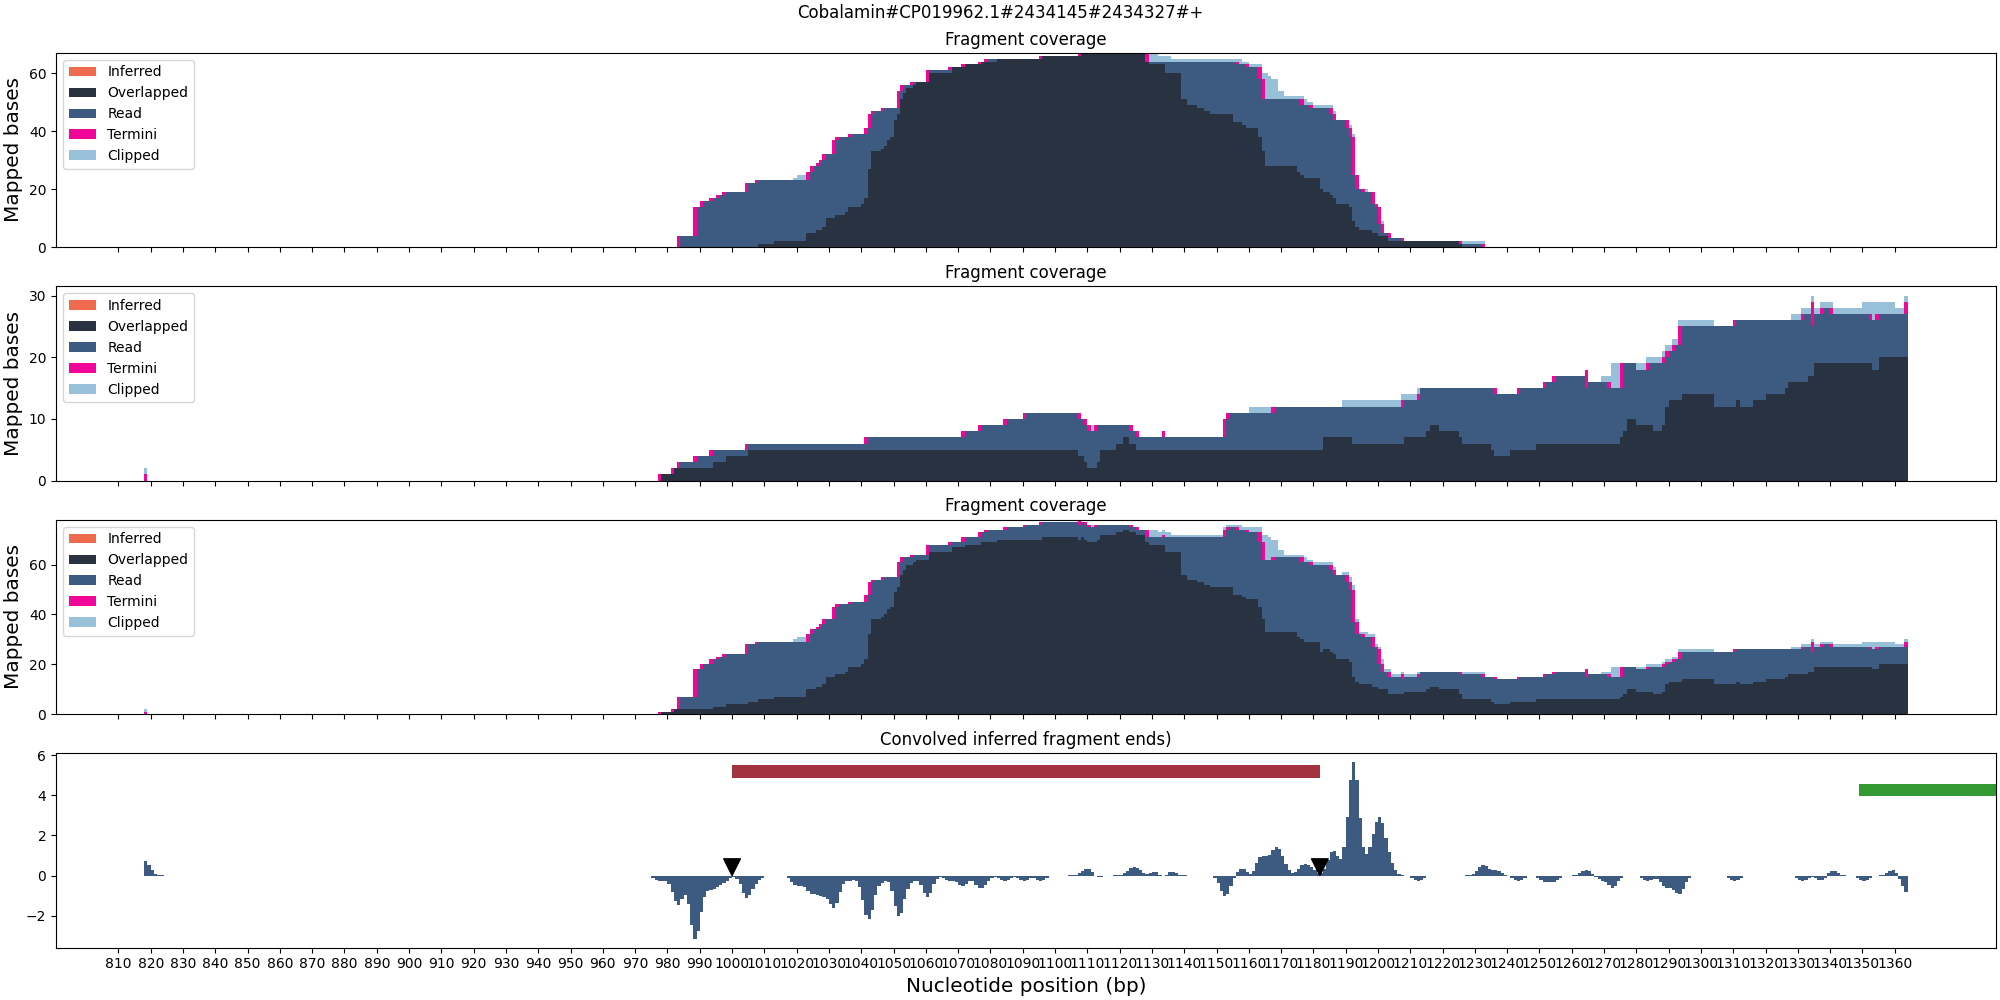 Cobalamin#CP019962.1#2434145#2434327#+
Fragment coverage
Mapped bases
60
40
20
0
Inferred
Overlapped
Read
Termini
Clipped
Fragment coverage
Mapped bases
30
20
10
0
Inferred
Overlapped
Read
Termini
Clipped
Fragment coverage
Mapped bases
60
40
20
0
Inferred
Overlapped
Read
Termini
Clipped
Convolved inferred fragment ends)
6
4
2
0
−2
810 820 830 840 850 860 870 880 890 900 910 920 930 940 950 960 970 980 990 1000 1010 1020 1030 1040 1050 1060 1070 1080 1090 1100 1110 1120 1130 1140 1150 1160 1170 1180 1190 1200 1210 1220 1230 1240 1250 1260 1270 1280 1290 1300 1310 1320 1330 1340 1350 1360
Nucleotide position (bp)